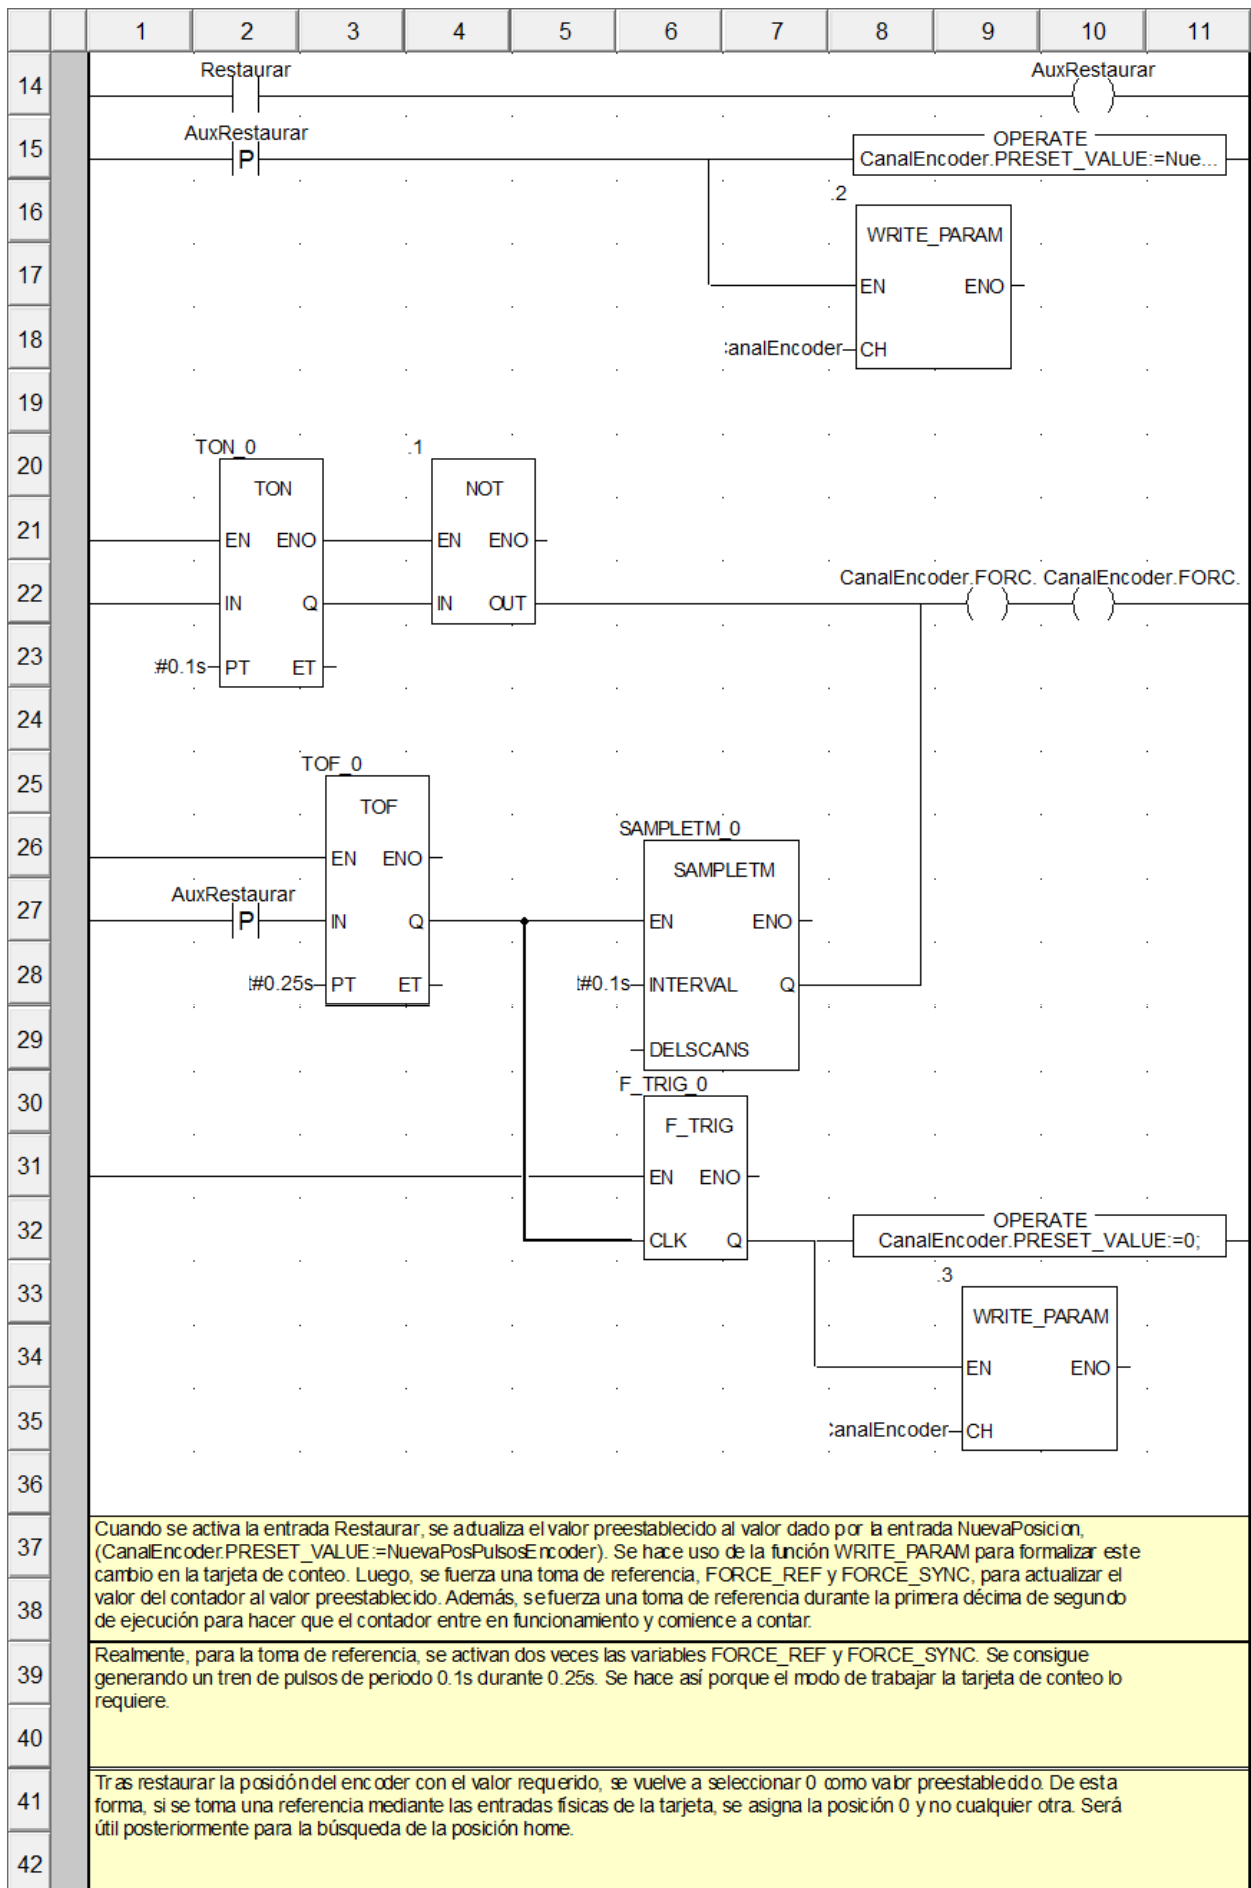 1 2 3 4 5 6 7 8 9 10 11
14
Restaurar
AuxRestaurar
15
AuxRestaurar
P
OPERATE
CanalEncoder.PRESET_VALUE:=Nue...
16
.2
WRITE_PARAM
17
EN ENO
18
CH
19
20
TON_0
.1
TON
NOT
21
EN ENO
EN ENO
22
CanalEncoder.FORC. CanalEncoder.FORC.
IN Q
IN OUT
23
#0.1s
PT ET
24
25
TOF_0
TOF
26
SAMPLETM_0
SAMPLETM
EN ENO
27
AuxRestaurar
P
IN Q
EN ENO
28
t#0.25s
PT ET
t#0.1s
INTERVAL Q
29
DELSCANS
30
F_TRIG_0
F_TRIG
31
EN ENO
32
CLK Q
OPERATE
CanalEncoder.PRESET_VALUE:=0;
33
.3
WRITE_PARAM
34
EN ENO
35
CH
36
37
Cuando se activa la entrada Restaurar, se actualiza el valor preestablecido al valor dado por la entrada NuevaPosicion,
(CanalEncoder.PRESET_VALUE:=NuevaPosPulsosEncoder). Se hace uso de la función WRITE_PARAM para formalizar este
cambio en la tarjeta de conteo. Luego, se fuerza una toma de referencia, FORCE_REF y FORCE_SYNC, para actualizar el
38
valor del contador al valor preestablecido. Además, se fuerza una toma de referencia durante la primera décima de segundo
de ejecución para hacer que el contador entre en funcionamiento y comience a contar.
39
Realmente, para la toma de referencia, se activan dos veces las variables FORCE_REF y FORCE_SYNC. Se consigue
generando un tren de pulsos de periodo 0.1s durante 0.25s. Se hace así porque el modo de trabajar la tarjeta de conteo lo
requiere.
40
41
Tras restaurar la posición del encoder con el valor requerido, se vuelve a seleccionar 0 como valor preestablecido. De esta
forma, si se toma una referencia mediante las entradas físicas de la tarjeta, se asigna la posición 0 y no cualquier otra. Será
útil posteriormente para la búsqueda de la posición home.
42